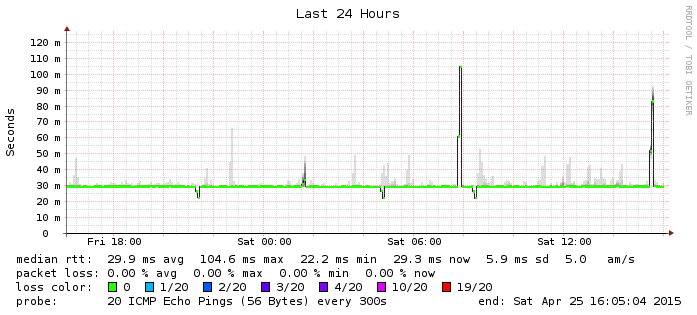 Last 24 Hours
RRDTOOL / TOBI OETIKER
Seconds
120 m
110 m
100 m
90 m
80 m
70 m
60 m
50 m
40 m
30 m
20 m
10 m
0
Fri 18:00 Sat 00:00 Sat 06:00 Sat 12:00
median rtt: 29.9 ms avg 104.6 ms max 22.2 ms min 29.3 ms now 5.9 ms sd 5.0 am/s
packet loss: 0.00 % avg 0.00 % max 0.00 % min 0.00 % now
loss color: 0 1/20 2/20 3/20 4/20 10/20 19/20
probe: 20 ICMP Echo Pings (56 Bytes) every 300s end: Sat Apr 25 16:05:04 2015